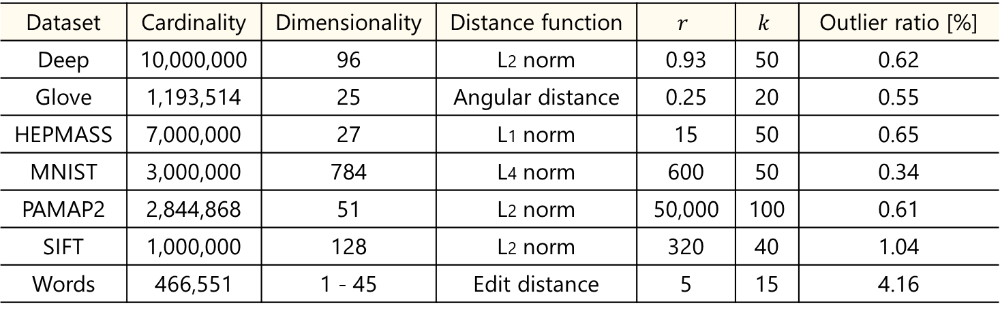 Dataset Cardinality Dimensionality Distance function r k Outlier ratio [%]
Deep 10,000,000 96 L2 norm 0.93 50 0.62
Glove 1,193,514 25 Angular distance 0.25 20 0.55
HEPMASS 7,000,000 27 L1 norm 15 50 0.65
MNIST 3,000,000 784 L4 norm 600 50 0.34
PAMAP2 2,844,868 51 L2 norm 50,000 100 0.61
SIFT 1,000,000 128 L2 norm 320 40 1.04
Words 466,551 1 - 45 Edit distance 5 15 4.16